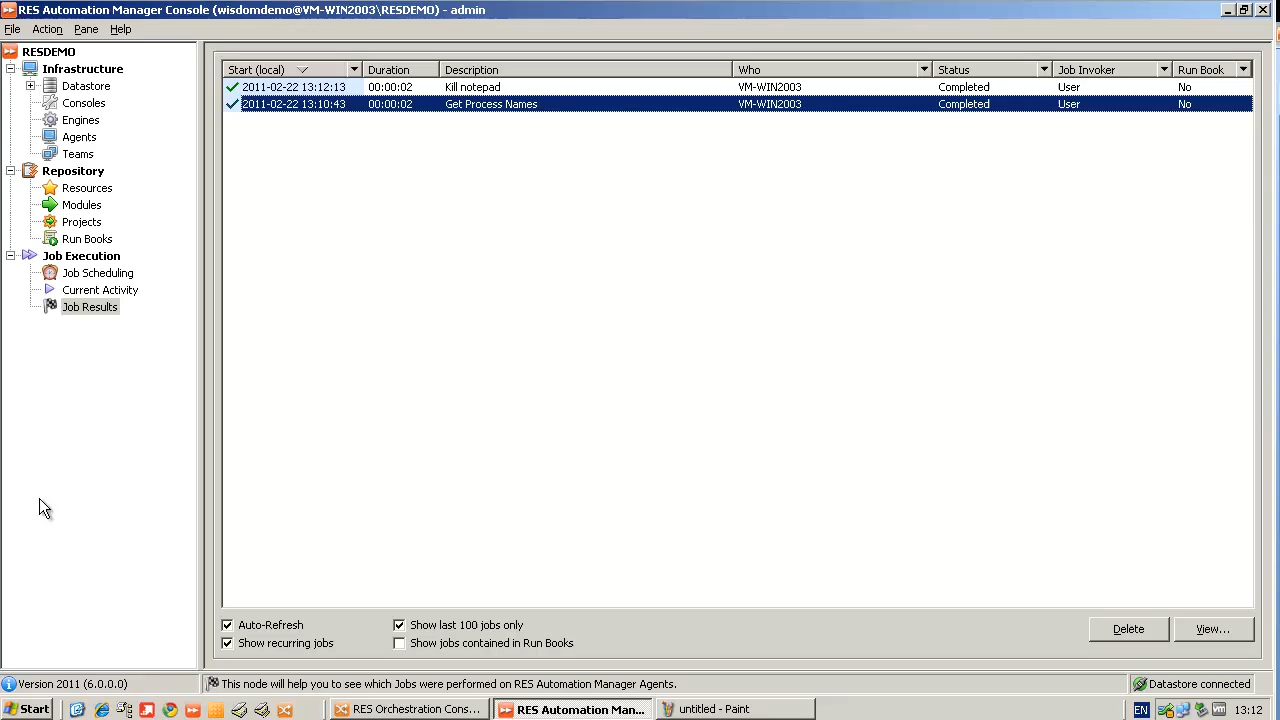 RES Automation Manager Console (wisdomdemo@VM-WIN2003\RESDEMO) - admin
File Action Pane Help
RESDEMO
Infrastructure
Datastore
Consoles
Engines
Agents
Teams
Repository
Resources
Modules
Projects
Run Books
Job Execution
Job Scheduling
Current Activity
Job Results
Start (local) Duration Description Who Status Job Invoker Run Book
2011-02-22 13:12:13 00:00:02 Kill notepad VM-WIN2003 Completed User No
2011-02-22 13:10:43 00:00:02 Get Process Names VM-WIN2003 Completed User No
Auto-Refresh Show last 100 jobs only
Show recurring jobs Show jobs contained in Run Books
Delete View...
Version 2011 (6.0.0.0) This node will help you to see which Jobs were performed on RES Automation Manager Agents. Datastore connected
Start RES Orchestration Cons... RES Automation Man... untitled - Paint EN 13:12